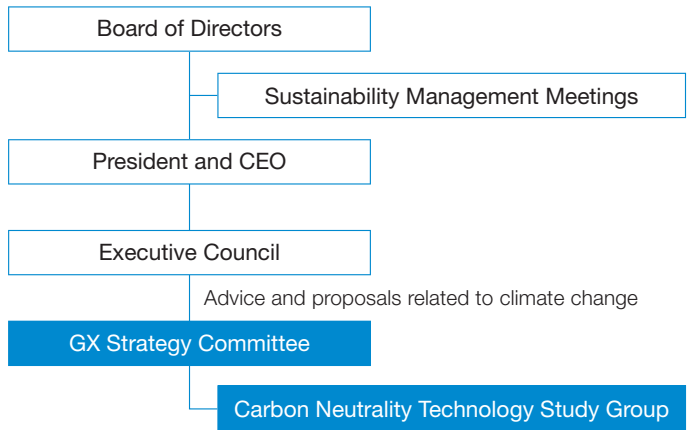 Board of Directors
Sustainability Management Meetings
President and CEO
Executive Council
Advice and proposals related to climate change
GX Strategy Committee
Carbon Neutrality Technology Study Group